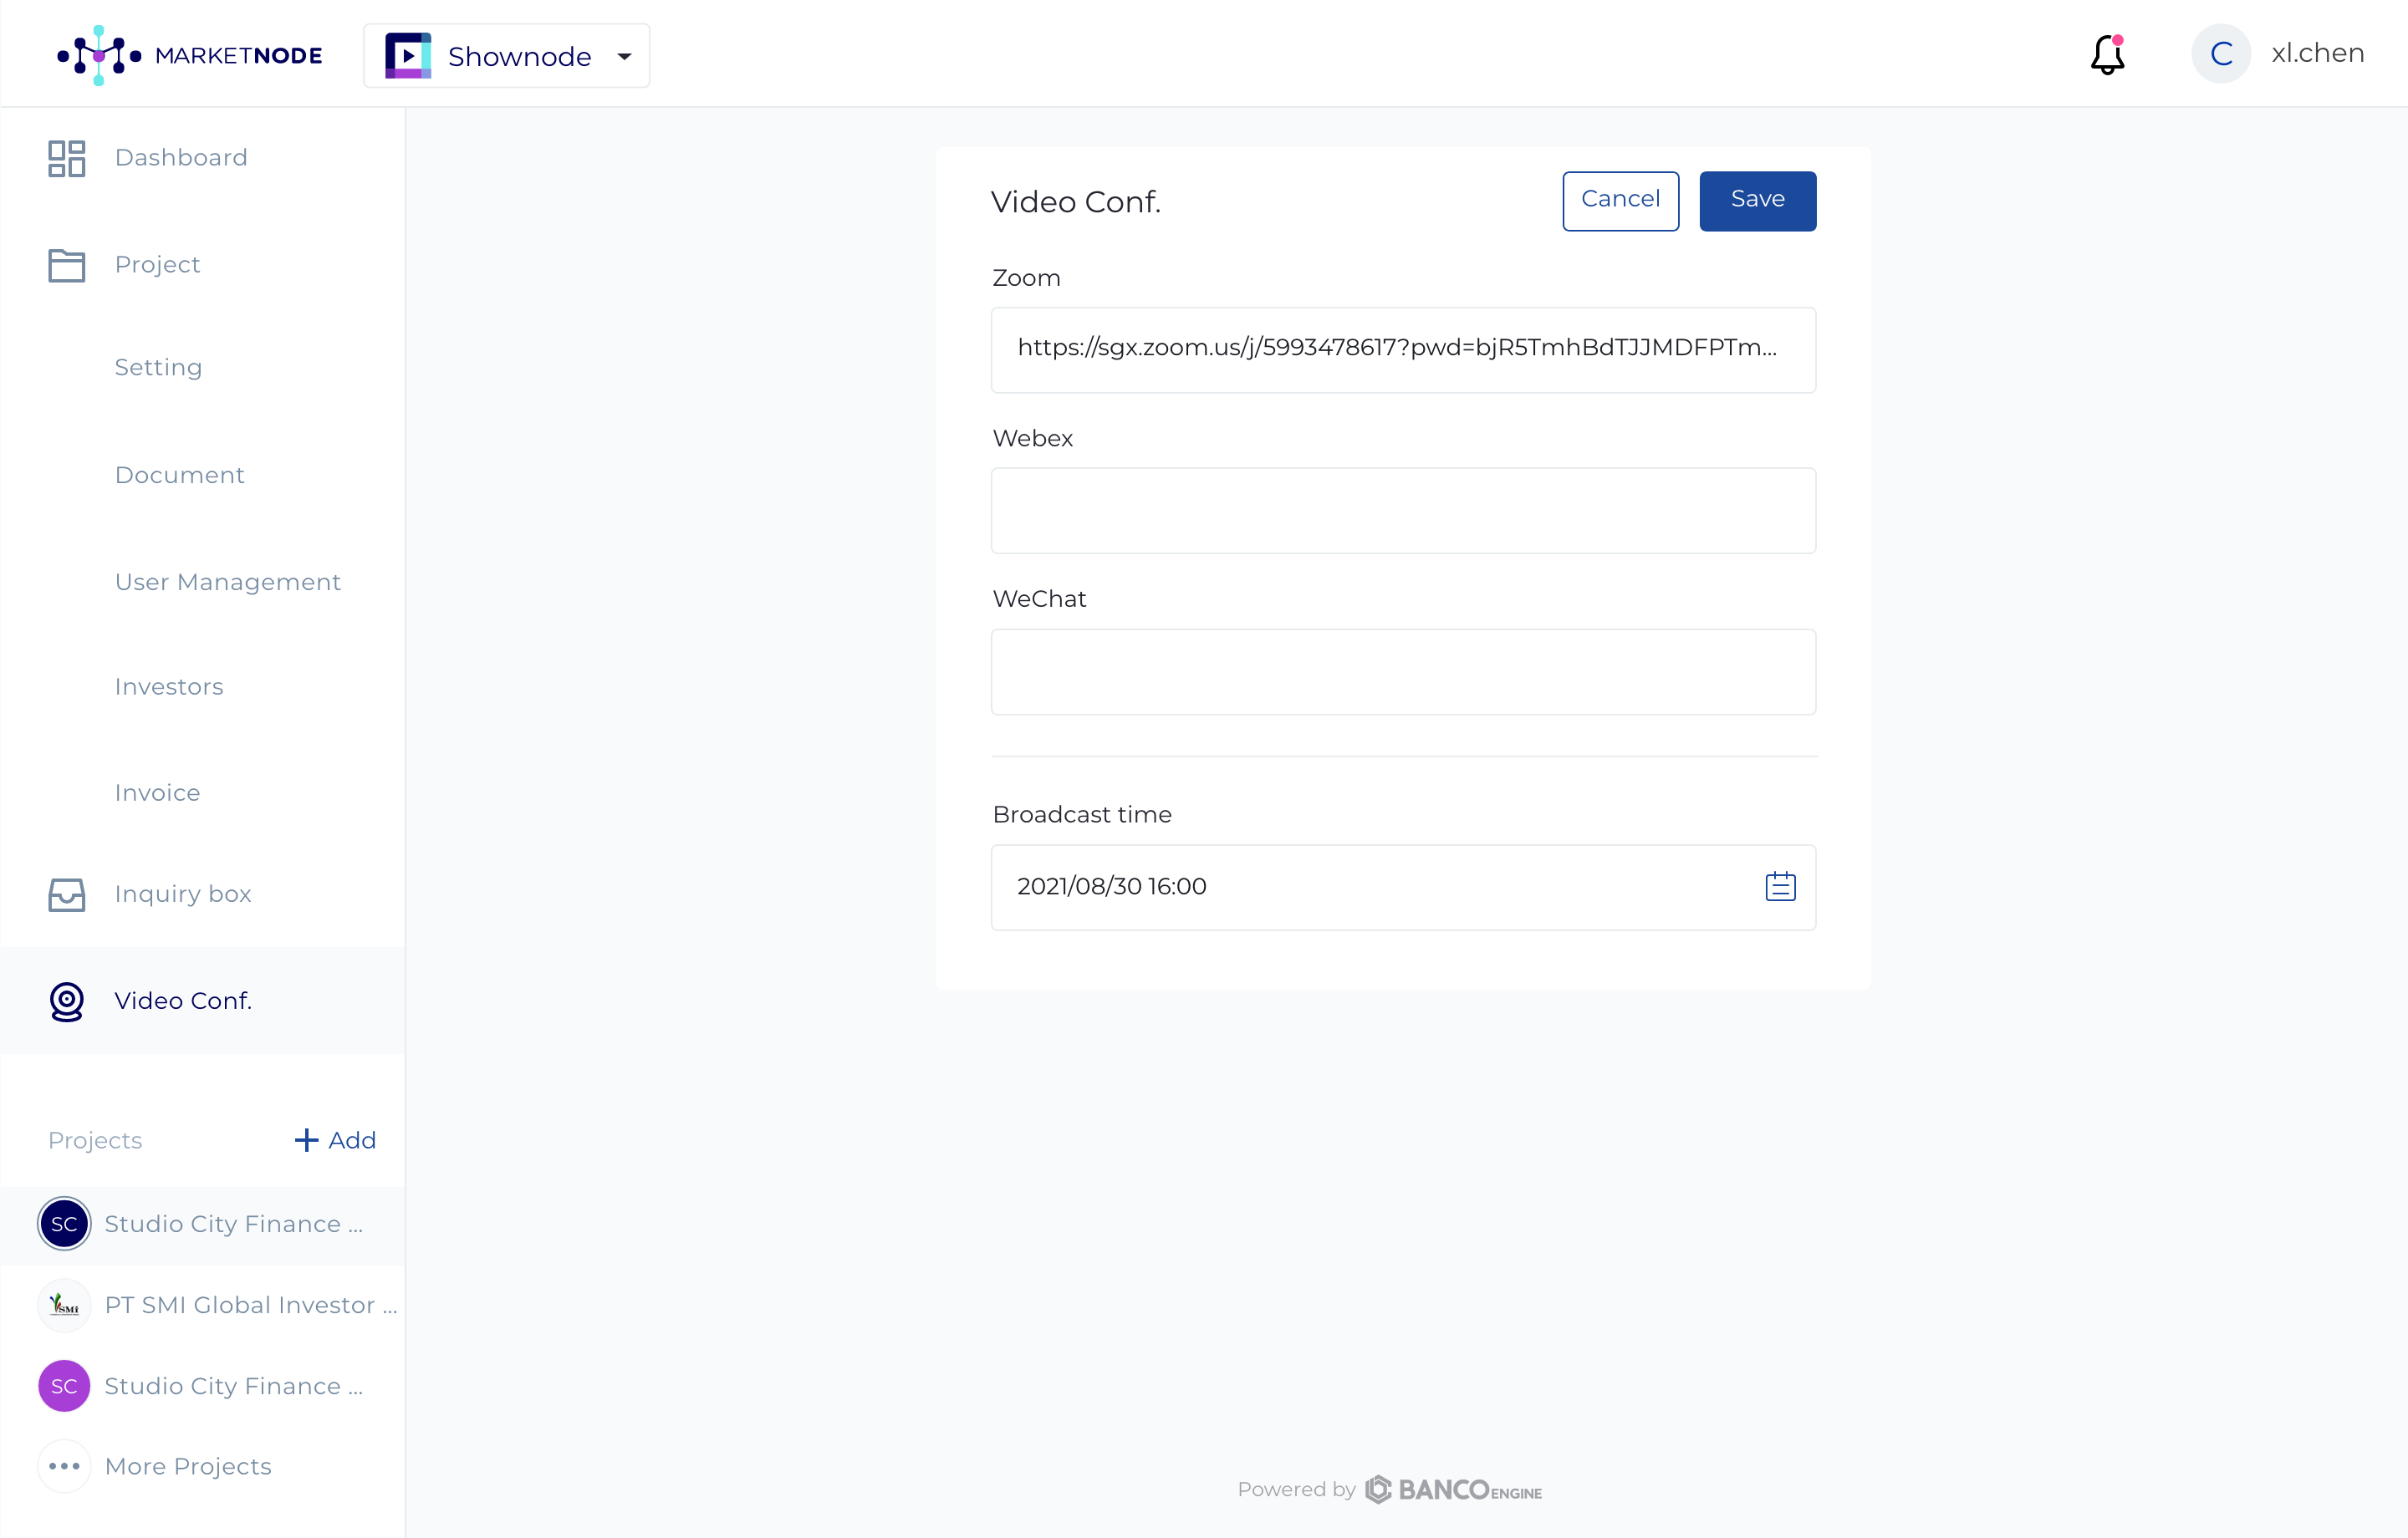 MARKETNODE
Shownode
C
xl.chen
Dashboard
Project
Setting
Document
User Management
Investors
Invoice
Inquiry box
Video Conf.
Projects
Add
SC
Studio City Finance ...
SMi
PT SMI Global Investor ...
SC
Studio City Finance ...
More Projects
Video Conf.
Cancel
Save
Zoom
https://sgx.zoom.us/j/5993478617?pwd=bjR5TmhBdTJJMDFPTm...
Webex
WeChat
Broadcast time
2021/08/30 16:00
Powered by BANCO ENGINE